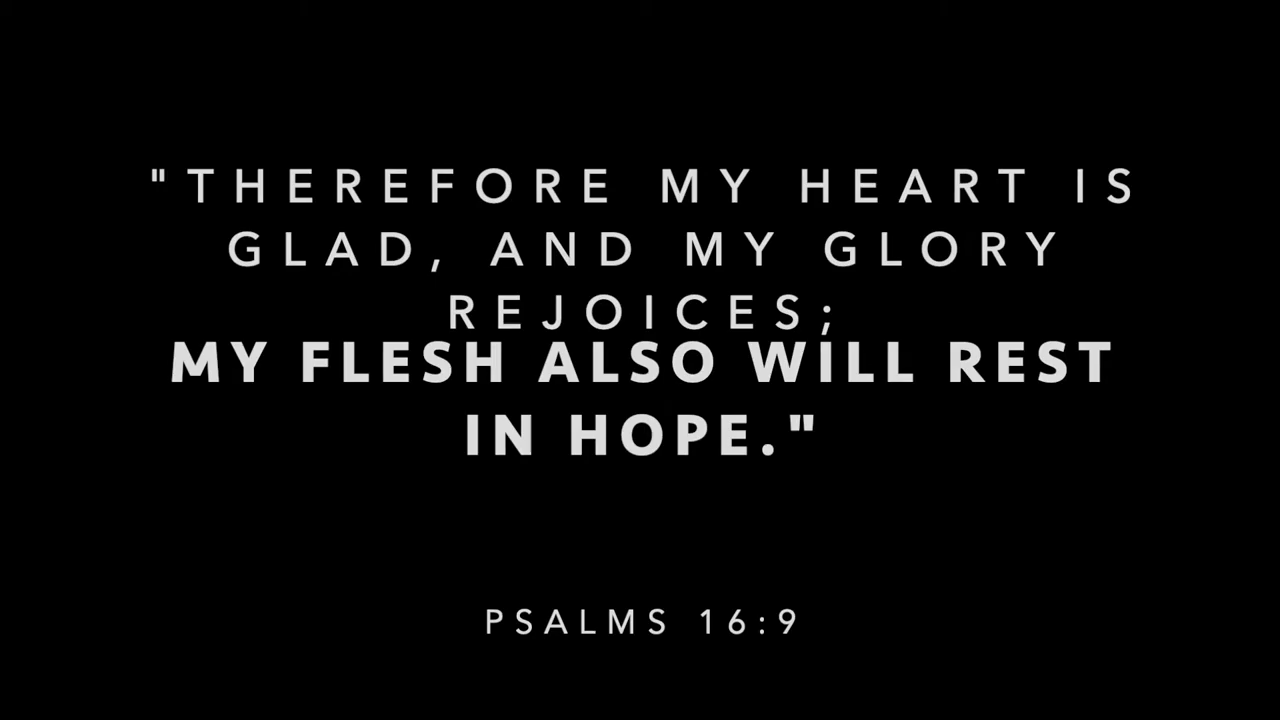 "THEREFORE MY HEART IS
GLAD, AND MY GLORY
REJOICES;
MY FLESH ALSO WILL REST
IN HOPE."
PSALMS 16:9